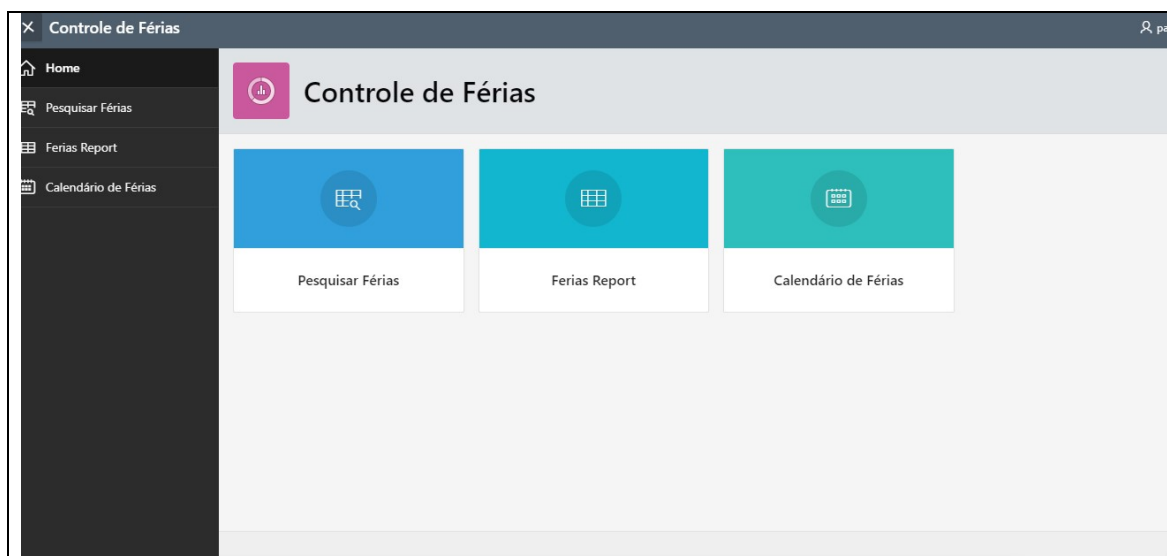 Controle de Férias
Home
Pesquisar Férias
Ferias Report
Calendário de Férias
Controle de Férias
Pesquisar Férias
Ferias Report
Calendário de Férias